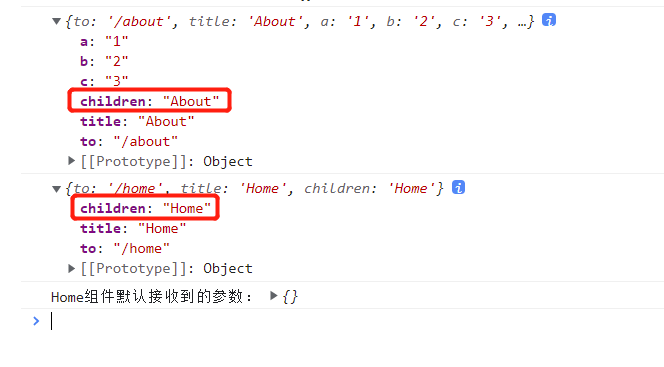 {to: '/about', title: 'About', a: '1', b: '2', c: '3', …} i
a: "1"
b: "2"
c: "3"
children: "About"
title: "About"
to: "/about"
[[Prototype]]: Object
{to: '/home', title: 'Home', children: 'Home'} i
children: "Home"
title: "Home"
to: "/home"
[[Prototype]]: Object
Home组件默认接收到的参数: {}